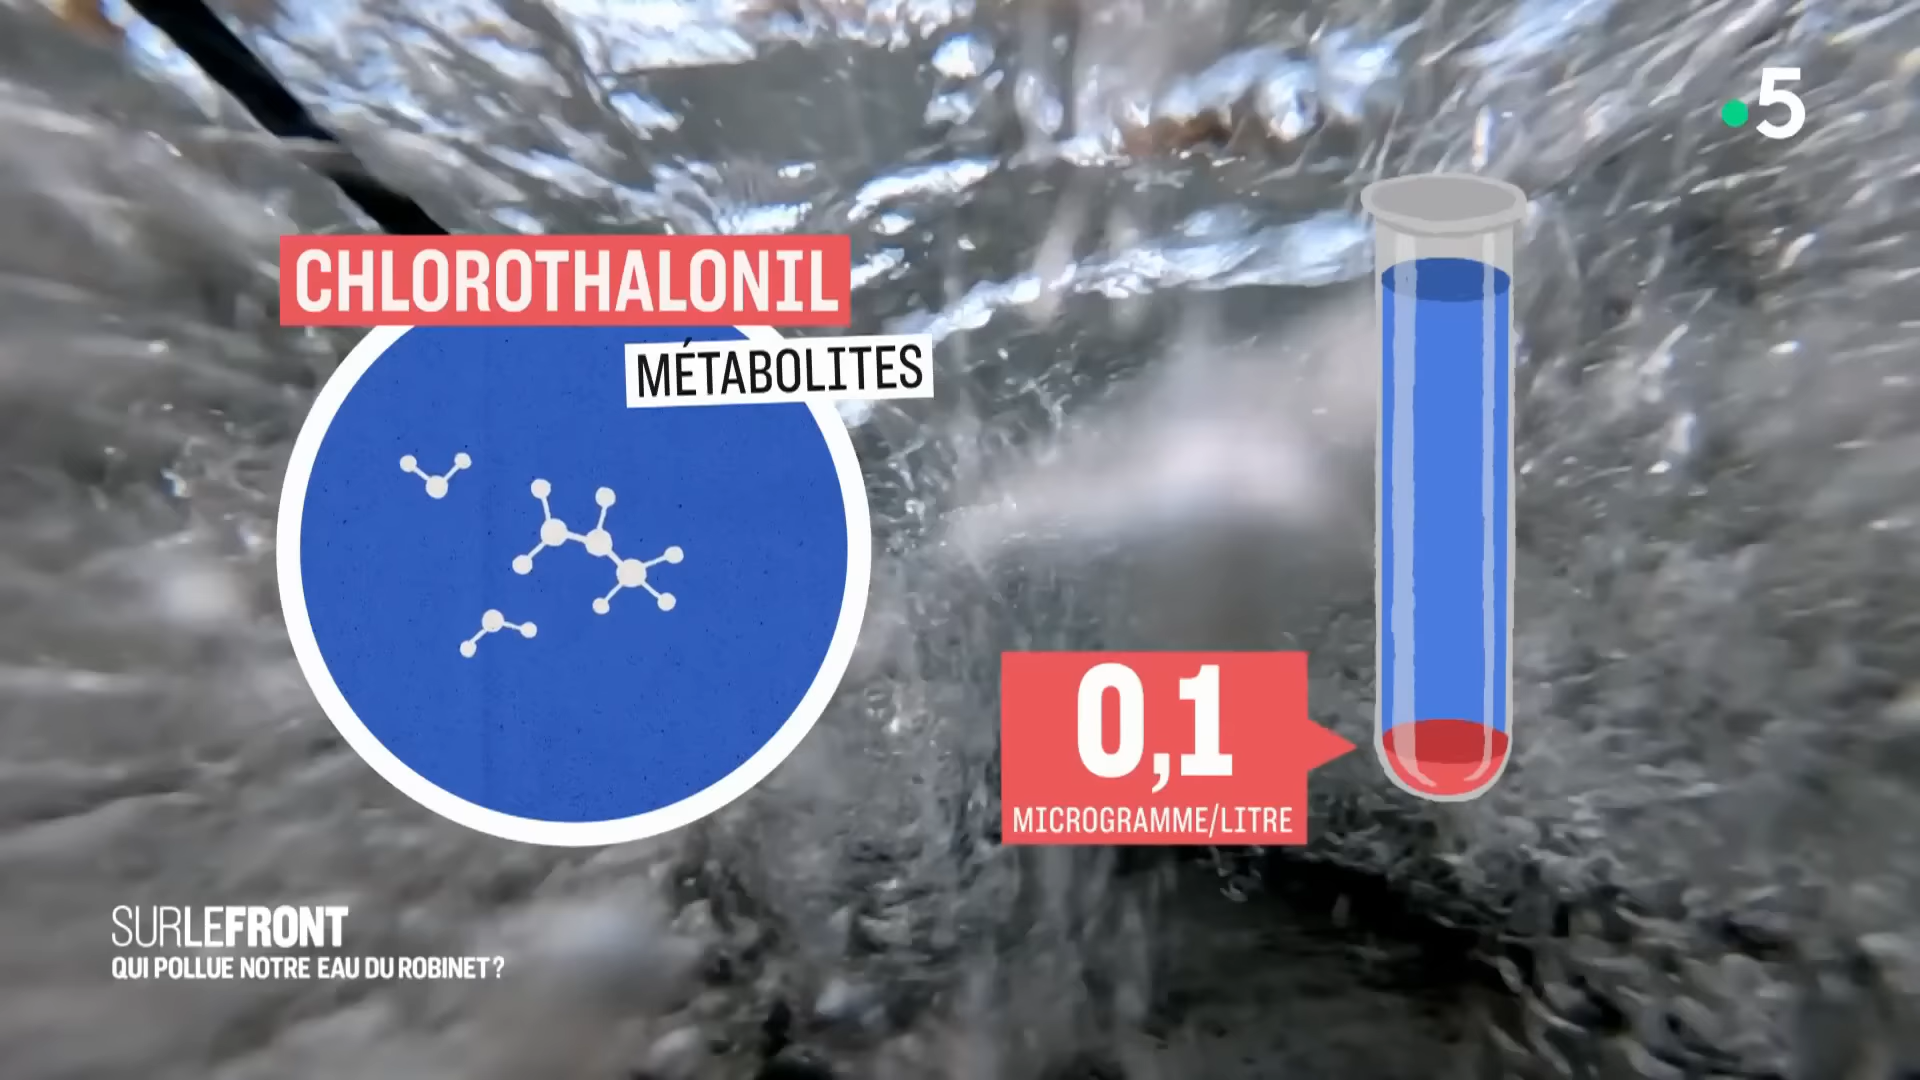 5
CHLOROTHALONIL
MÉTABOLITES
0,1
MICROGRAMME/LITRE
SURLEFRONT
QUI POLLUE NOTRE EAU DU ROBINET ?